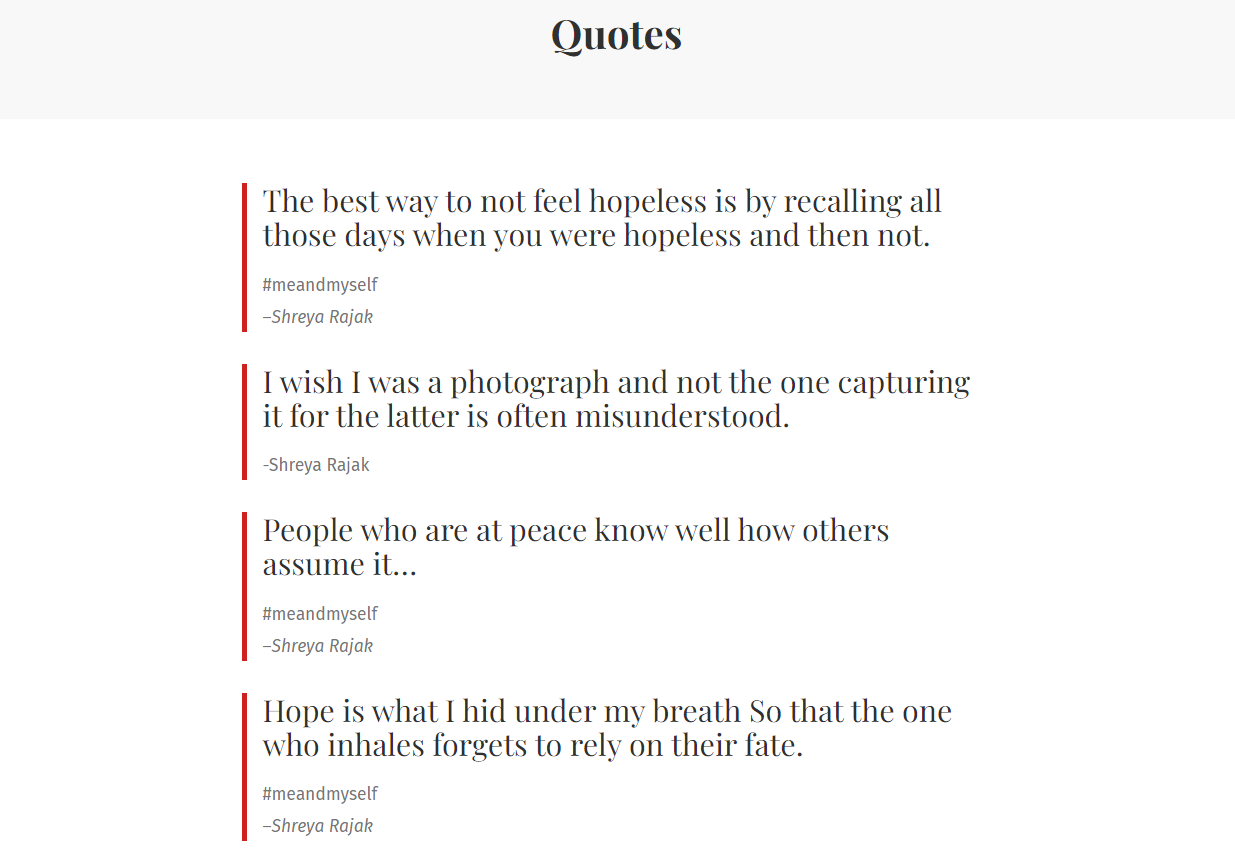 Quotes
The best way to not feel hopeless is by recalling all
those days when you were hopeless and then not.
#meandmyself
–Shreya Rajak
I wish I was a photograph and not the one capturing
it for the latter is often misunderstood.
-Shreya Rajak
People who are at peace know well how others
assume it…
#meandmyself
–Shreya Rajak
Hope is what I hid under my breath So that the one
who inhales forgets to rely on their fate.
#meandmyself
–Shreya Rajak